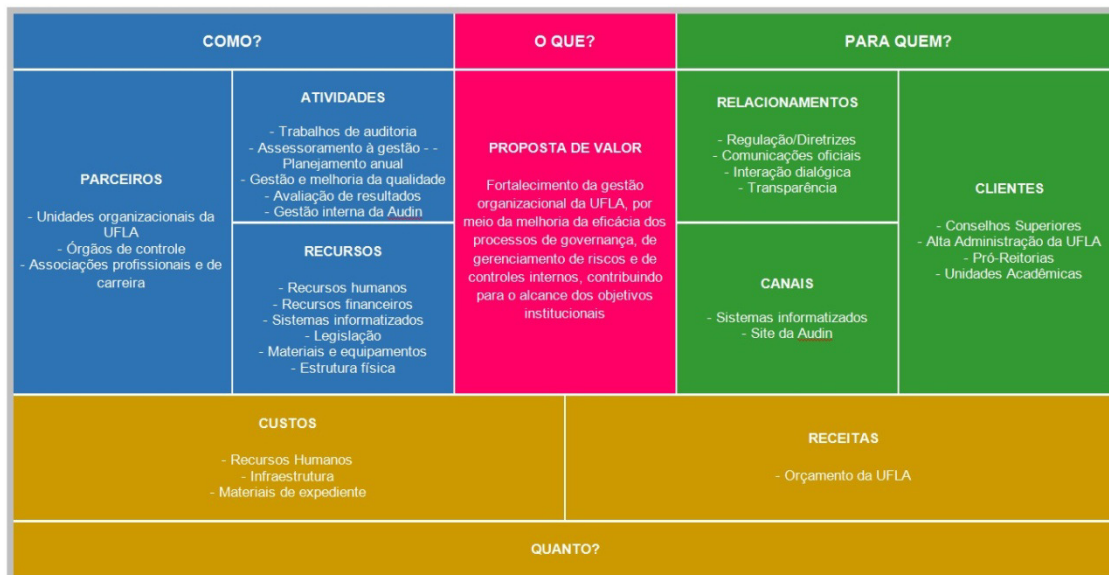 COMO?
O QUE?
PARA QUEM?
PARCEIROS
- Unidades organizacionais da
UFLA
- Órgãos de controle
- Associações profissionais e de
carreira
ATIVIDADES
- Trabalhos de auditoria
- Assessoramento à gestão - -
Planejamento anual
- Gestão e melhoria da qualidade
- Avaliação de resultados
- Gestão interna da Audin
RECURSOS
- Recursos humanos
- Recursos financeiros
- Sistemas informatizados
- Legislação
- Materiais e equipamentos
- Estrutura física
PROPOSTA DE VALOR
Fortalecimento da gestão
organizacional da UFLA, por
meio da melhoria da eficácia dos
processos de governança, de
gerenciamento de riscos e de
controles internos, contribuindo
para o alcance dos objetivos
institucionais
RELACIONAMENTOS
- Regulação/Diretrizes
- Comunicações oficiais
- Interação dialógica
- Transparência
CANAIS
- Sistemas informatizados
- Site da Audin
CLIENTES
- Conselhos Superiores
- Alta Administração da UFLA
- Pró-Reitorias
- Unidades Acadêmicas
CUSTOS
- Recursos Humanos
- Infraestrutura
- Materiais de expediente
RECEITAS
- Orçamento da UFLA
QUANTO?